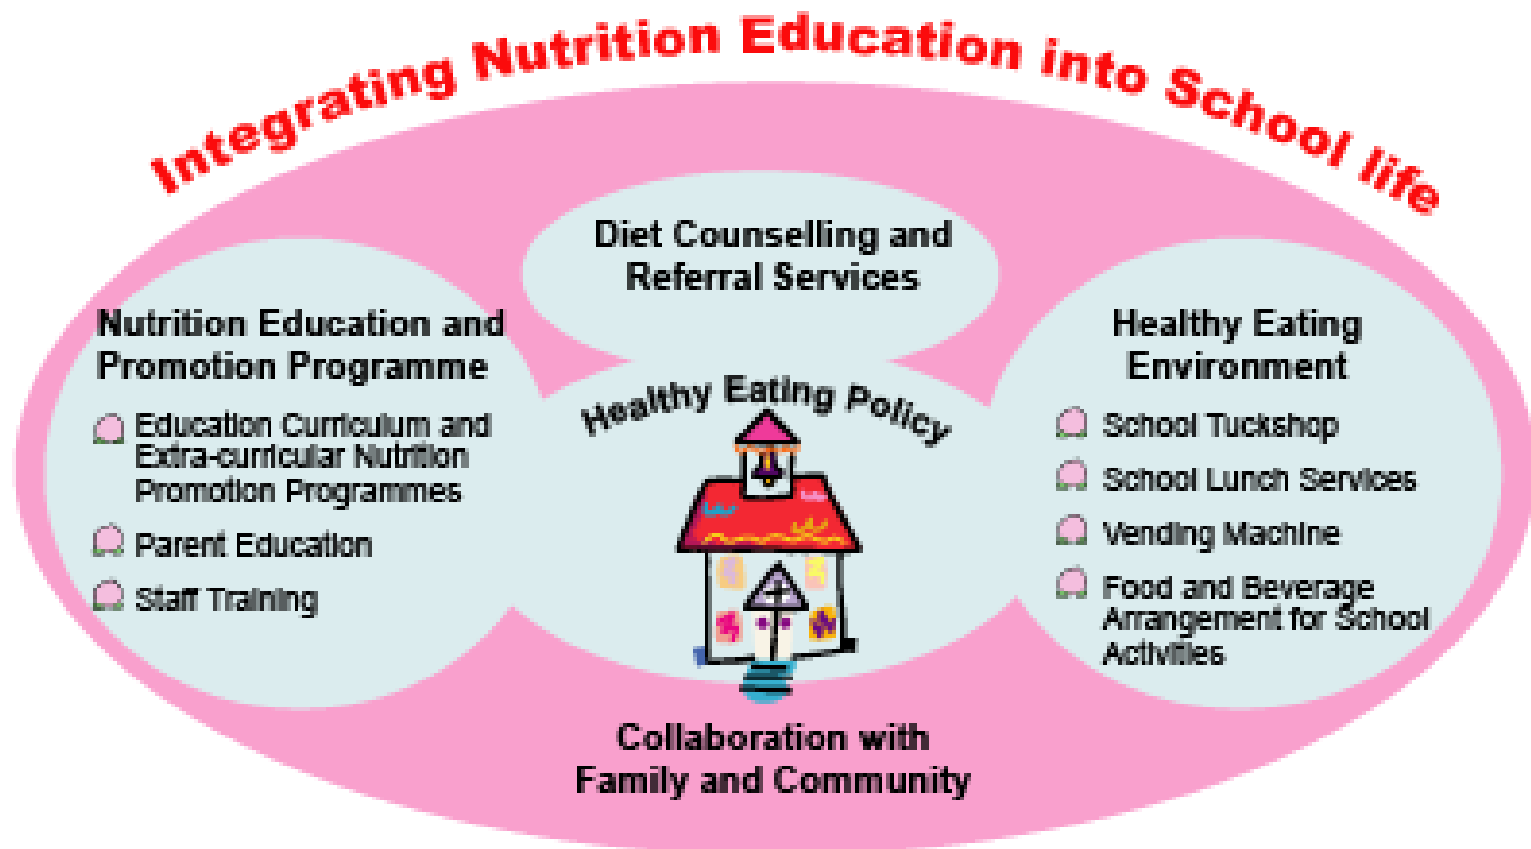 Integrating Nutrition Education into School life
Diet Counselling and
Referral Services
Nutrition Education and
Promotion Programme
Education Curriculum and
Extra-curricular Nutrition
Promotion Programmes
Parent Education
Staff Training
Healthy Eating Policy
Healthy Eating
Environment
School Tuckshop
School Lunch Services
Vending Machine
Food and Beverage
Arrangement for School
Activities
Collaboration with
Family and Community